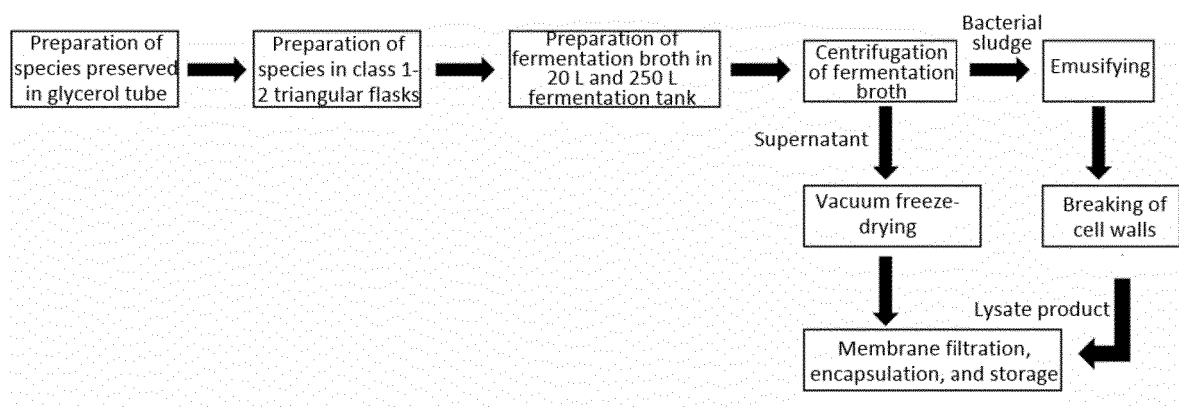 Preparation of
species preserved
in glycerol tube
Preparation of
species in class 1-
2 triangular flasks
Preparation of
fermentation broth in
20 L and 250 L
fermentation tank
Centrifugation
of fermentation
broth
Bacterial
sludge
Emusifying
Supernatant
Vacuum freeze-
drying
Breaking of
cell walls
Lysate product
Membrane filtration,
encapsulation, and storage